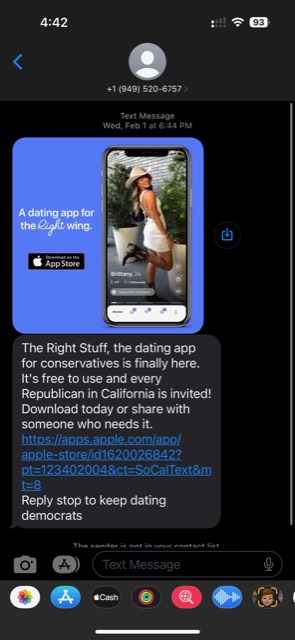 4:42
93
+1 (949) 520-6757
Text Message
Wed, Feb 1 at 6:44 PM
A dating app for
the Right wing.
Download on the
App Store
Brittany, 24
The Right Stuff, the dating app
for conservatives is finally here.
It's free to use and every
Republican in California is invited!
Download today or share with
someone who needs it.
https://apps.apple.com/app/
apple-store/id1620026842?
pt=123402004&ct=SoCalText&m
t=8
Reply stop to keep dating
democrats
The sender is not in your contact list.
Text Message
Cash